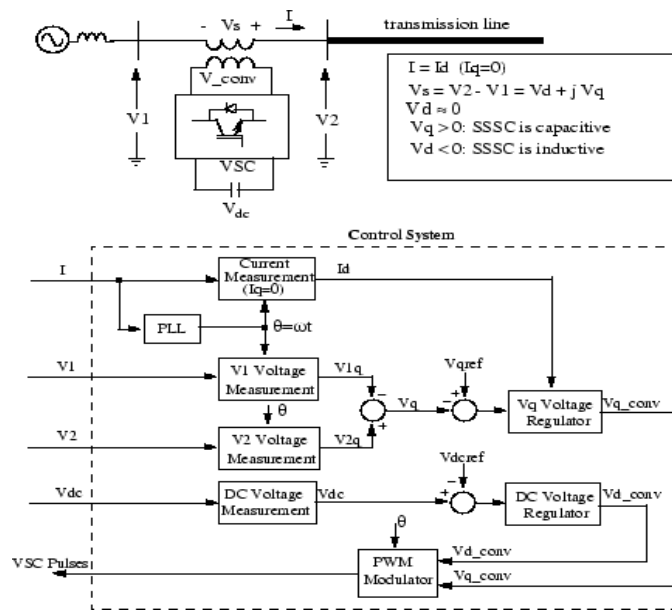 - Vs +
I
transmission line
V_conv
V1
V2
VSC
Vdc
I = Id (Iq=0)
Vs = V2 - V1 = Vd + j Vq
Vd ≈ 0
Vq > 0: SSSC is capacitive
Vd < 0: SSSC is inductive
Control System
I
Current
Measurement
(Iq=0)
Id
PLL
θ=ωt
V1
V1 Voltage
Measurement
V1q
θ
V2
V2 Voltage
Measurement
V2q
-
+
Vq
Vqref
-
+
Vq Voltage
Regulator
Vq_conv
Vdc
DC Voltage
Measurement
Vdc
Vdcref
-
+
DC Voltage
Regulator
Vd_conv
θ
PWM
Modulator
Vd_conv
Vq_conv
VSC Pulses